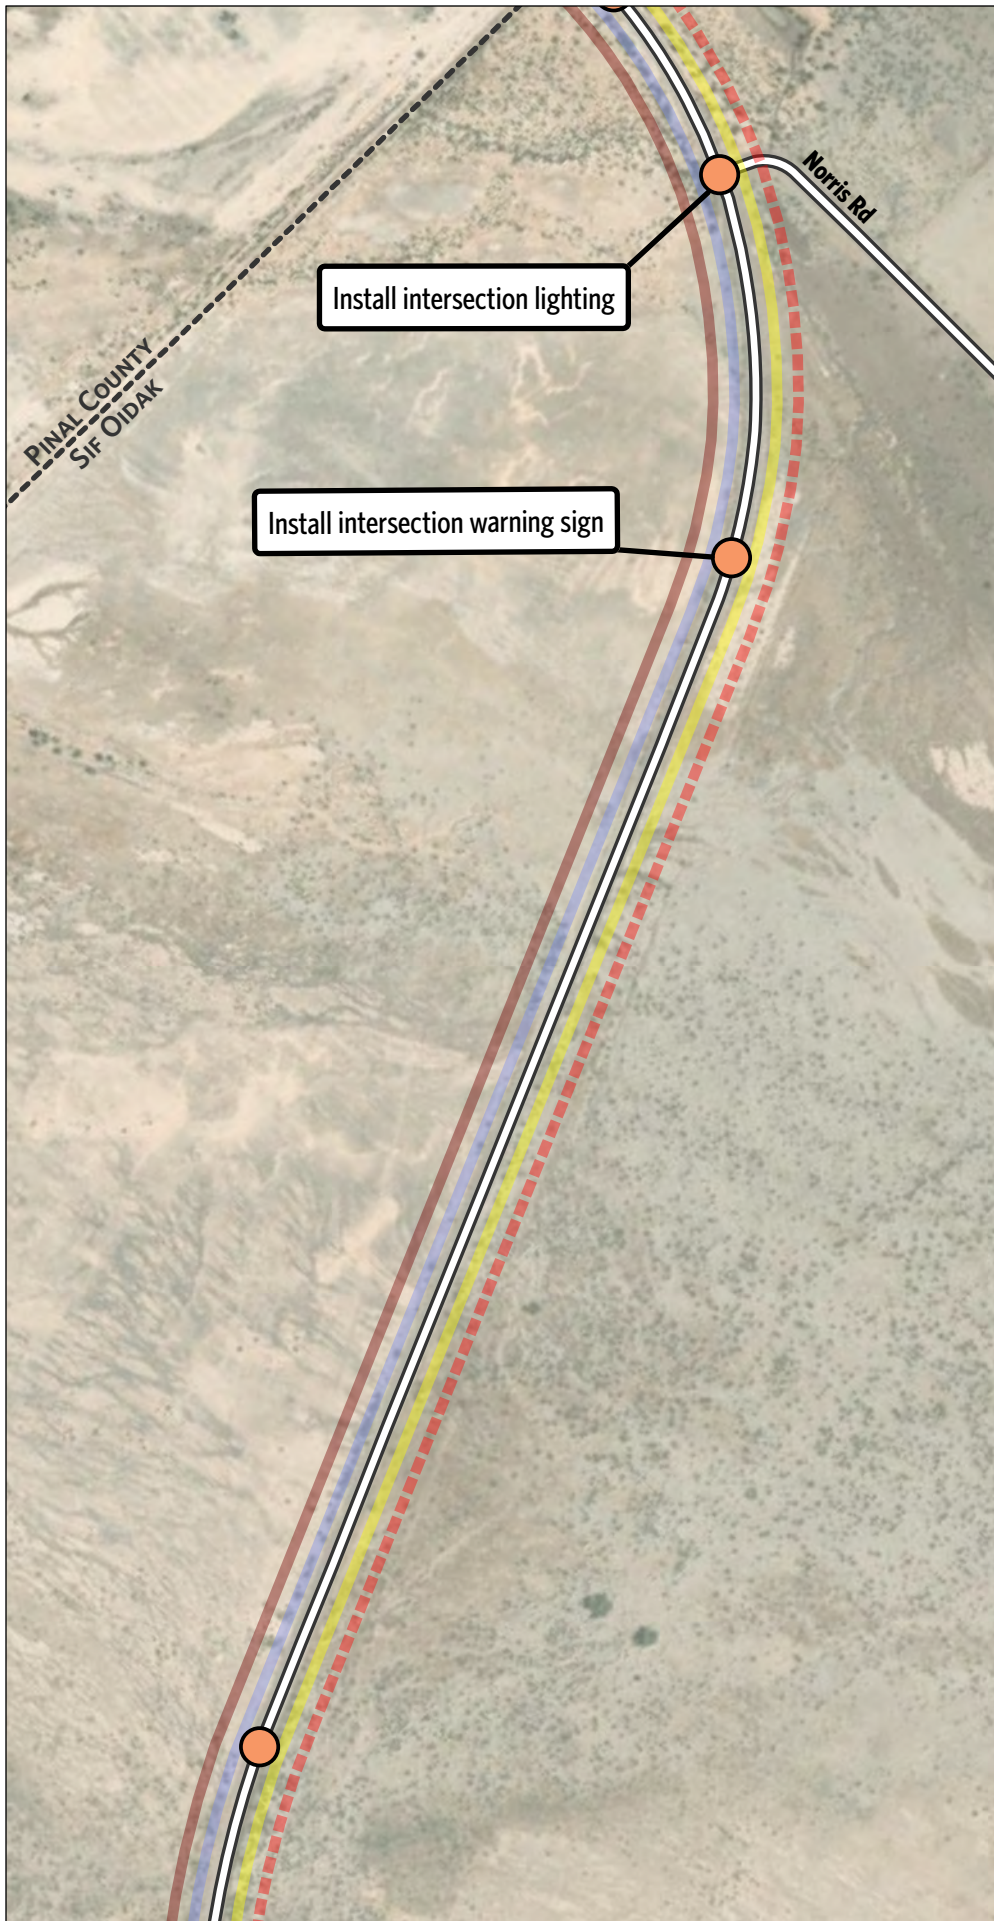 Norris Rd
Install intersection lighting
PINAL COUNTY
SIF OIDAK
Install intersection warning sign